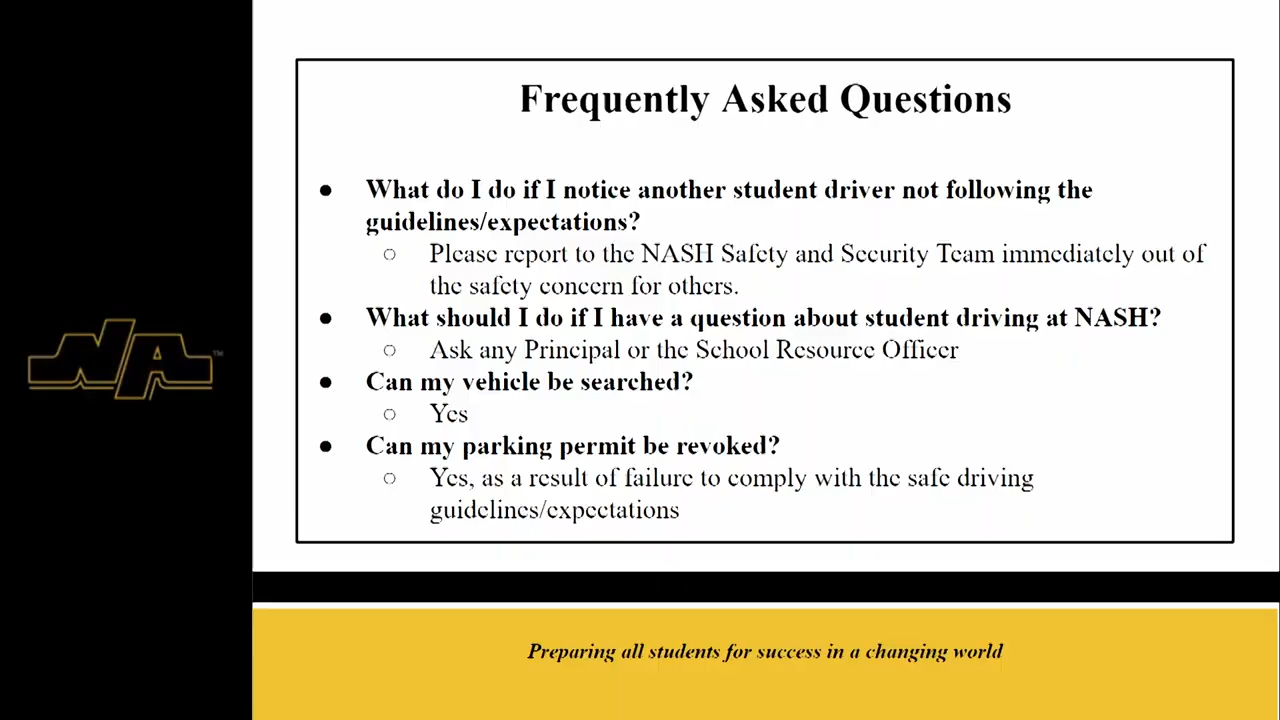 Frequently Asked Questions
● What do I do if I notice another student driver not following the
guidelines/expectations?
○ Please report to the NASH Safety and Security Team immediately out of
the safety concern for others.
● What should I do if I have a question about student driving at NASH?
○ Ask any Principal or the School Resource Officer
● Can my vehicle be searched?
○ Yes
● Can my parking permit be revoked?
○ Yes, as a result of failure to comply with the safe driving
guidelines/expectations
NA™
Preparing all students for success in a changing world